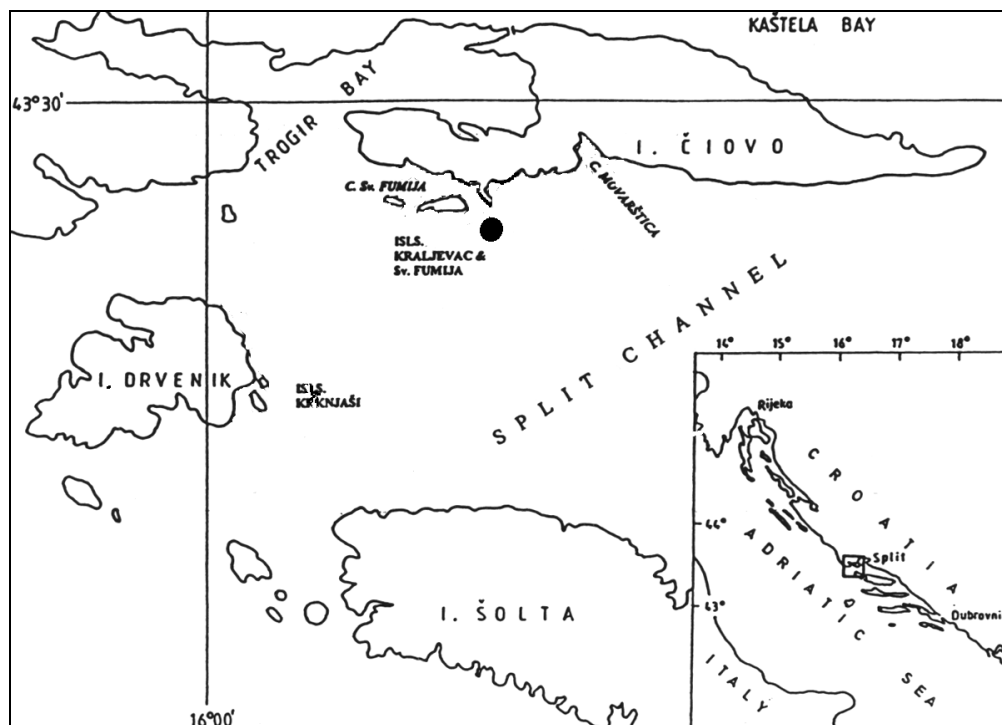 KAŠTELA BAY
43°30'
TROGIR BAY
I. ČIOVO
C. Sv. FUMIJA
C. MOVARŠTICA
ISLS.
KRALJEVAC &
Sv. FUMIJA
SPLIT CHANNEL
I. DRVENIK
ISLS.
KRKNJAŠI
I. ŠOLTA
16°00'
14° 15° 16° 17° 18°
Rijeka
CROATIA
44°
ADRIATIC SEA
Split
43°
Dubrovni
ITALY